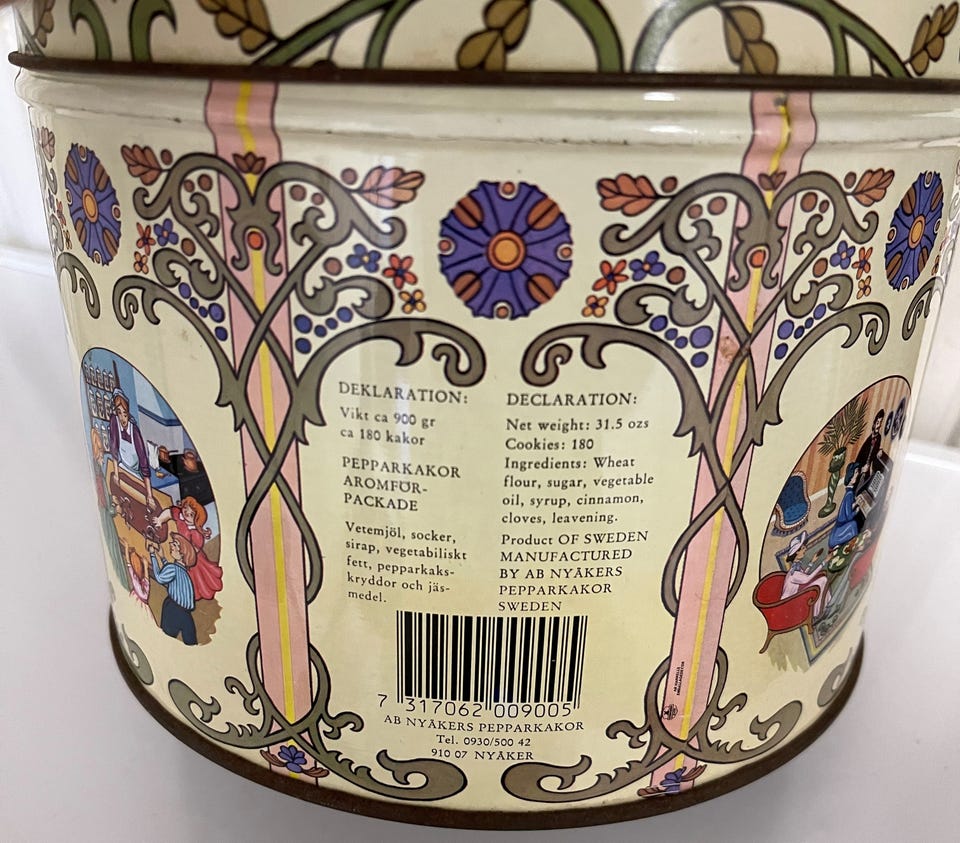 DEKLARATION:
Vikt ca 900 gr
ca 180 kakor
PEPPARKAKOR
AROMFÖR-
PACKADE
Vetemjöl, socker,
sirap, vegetabiliskt
fett, pepparkaks-
kryddor och jäs-
medel.
DECLARATION:
Net weight: 31.5 ozs
Cookies: 180
Ingredients: Wheat
flour, sugar, vegetable
oil, syrup, cinnamon,
cloves, leavening.
Product OF SWEDEN
MANUFACTURED
BY AB NYÅKERS
PEPPARKAKOR
SWEDEN
7 317062 009005
AB NYÅKERS PEPPARKAKOR
Tel. 0930/500 42
910 07 NYÅKER